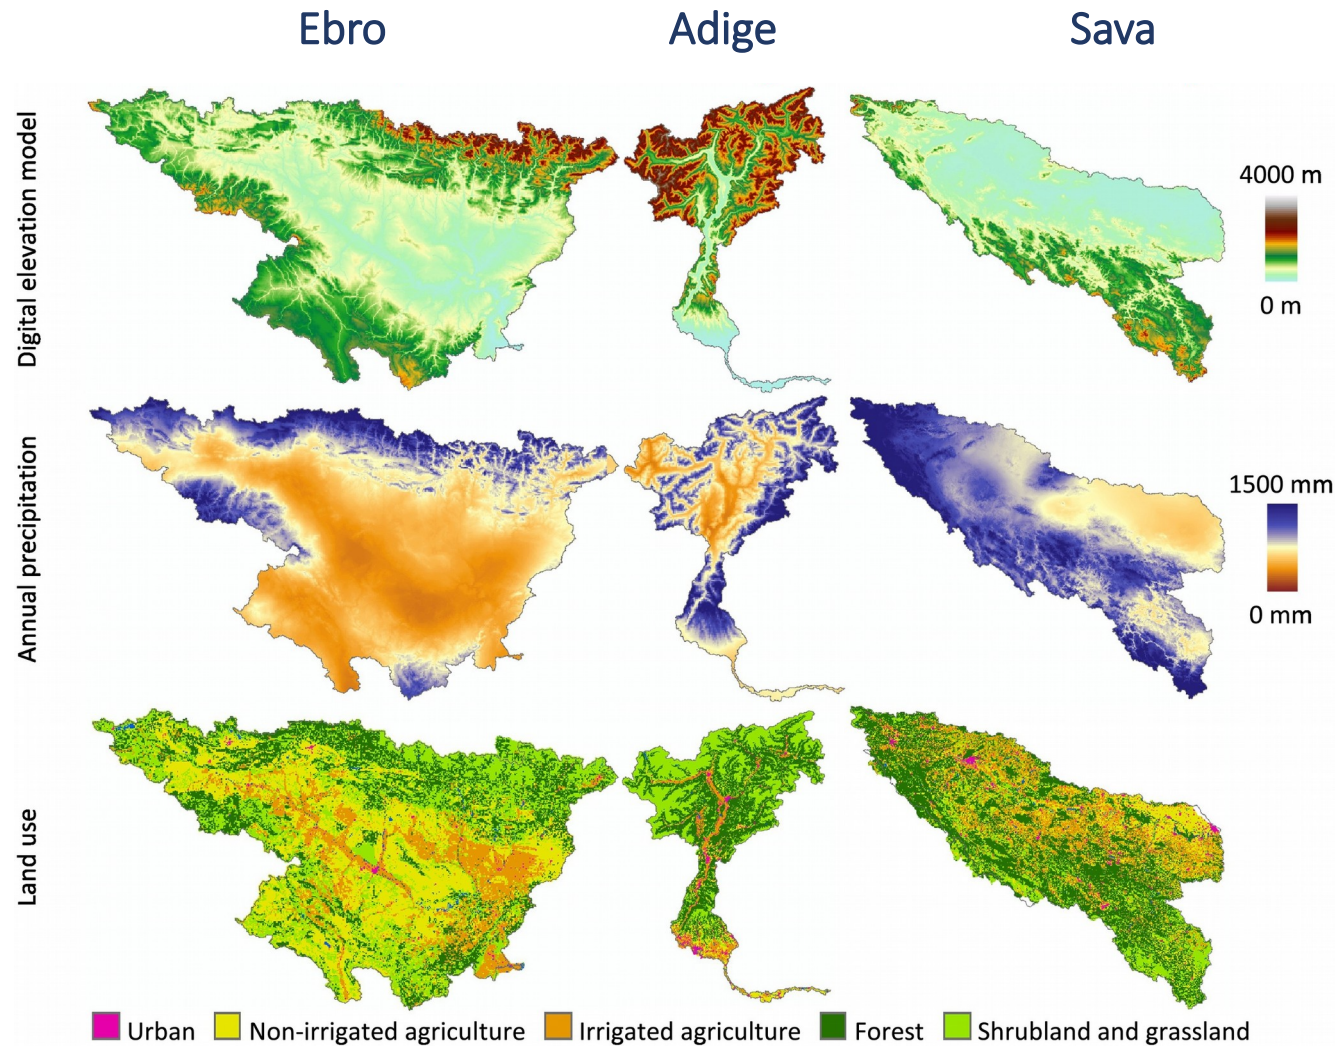 Ebro Adige Sava
Digital elevation model
4000 m
0 m
Annual precipitation
1500 mm
0 mm
Land use
Urban Non-irrigated agriculture Irrigated agriculture Forest Shrubland and grassland